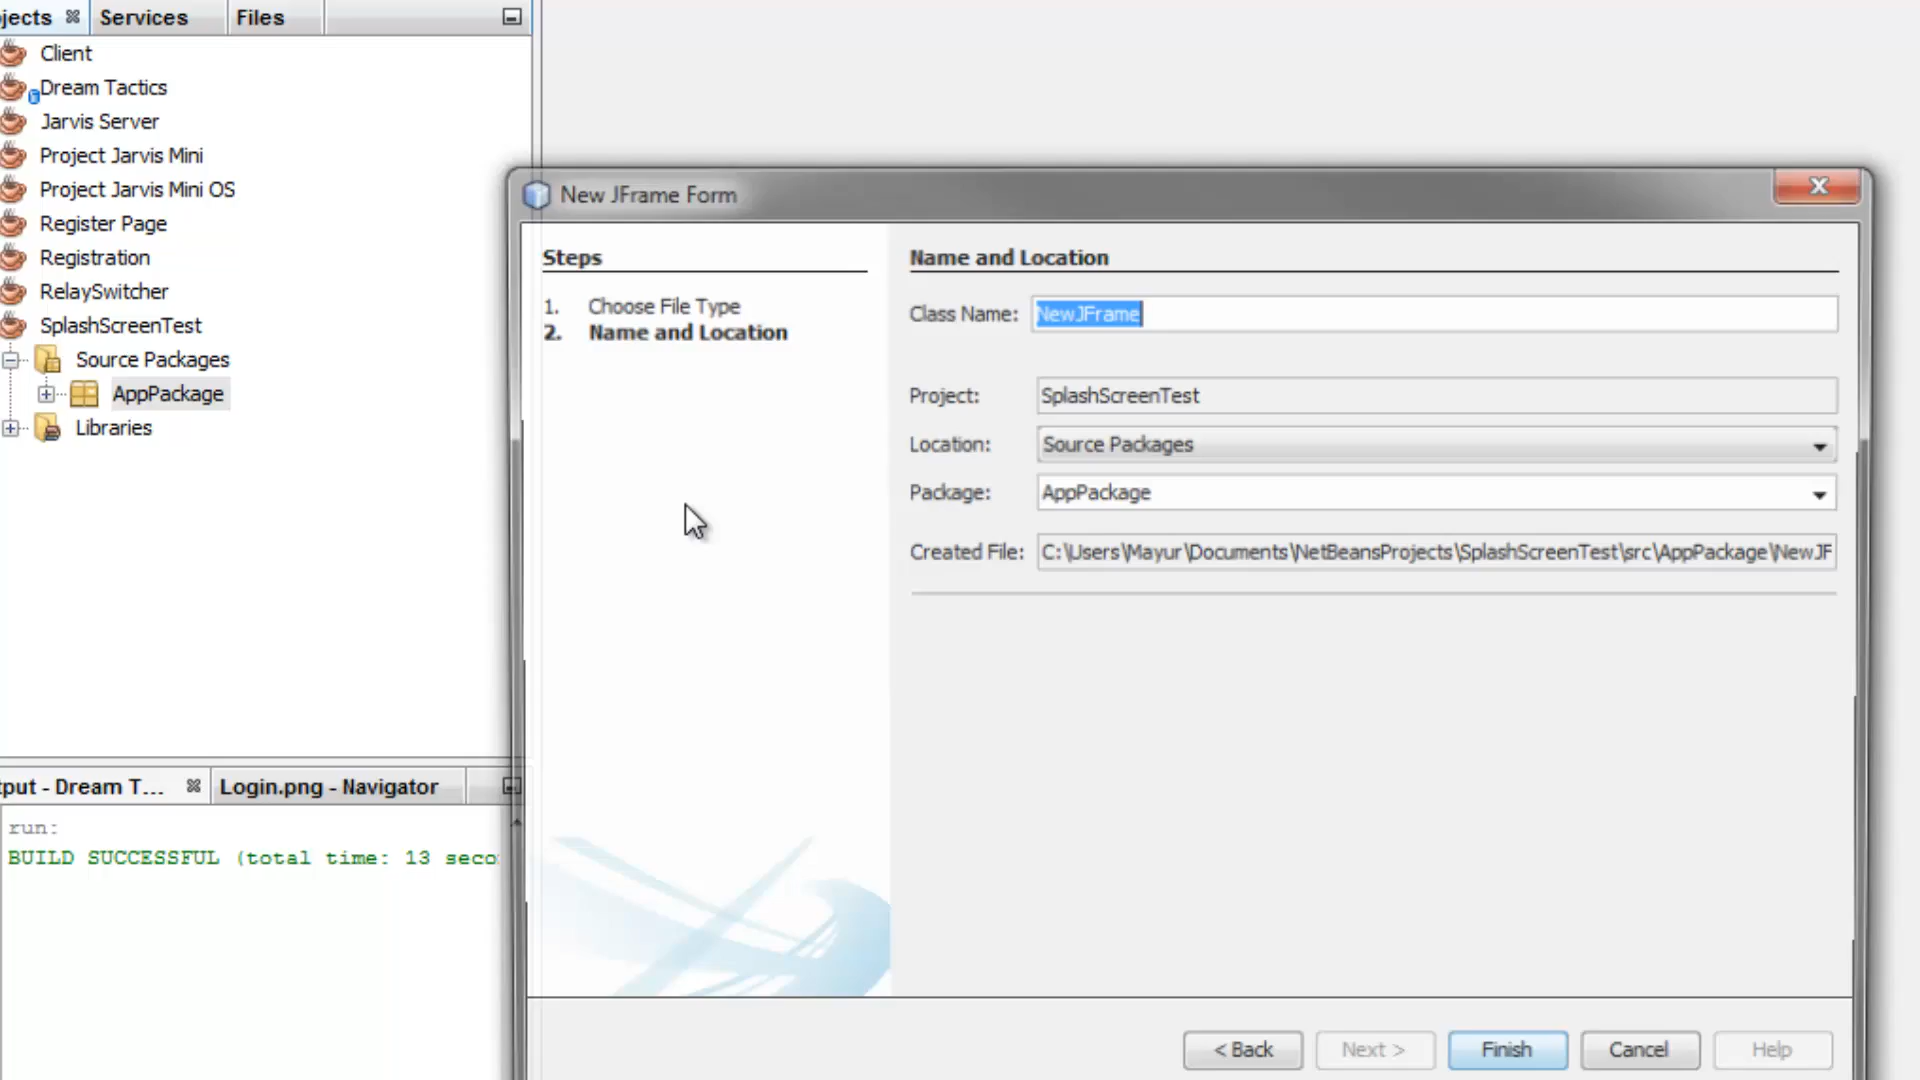 jects Services Files
Client
Dream Tactics
Jarvis Server
Project Jarvis Mini
Project Jarvis Mini OS
Register Page
Registration
RelaySwitcher
SplashScreenTest
Source Packages
AppPackage
Libraries
tput - Dream T... Login.png - Navigator
run:
BUILD SUCCESSFUL (total time: 13 seco
New JFrame Form
Steps
1. Choose File Type
2. Name and Location
Name and Location
Class Name: NewJFrame
Project: SplashScreenTest
Location: Source Packages
Package: AppPackage
Created File: C:\Users\Mayur\Documents\NetBeansProjects\SplashScreenTest\src\AppPackage\NewJF
< Back Next > Finish Cancel Help